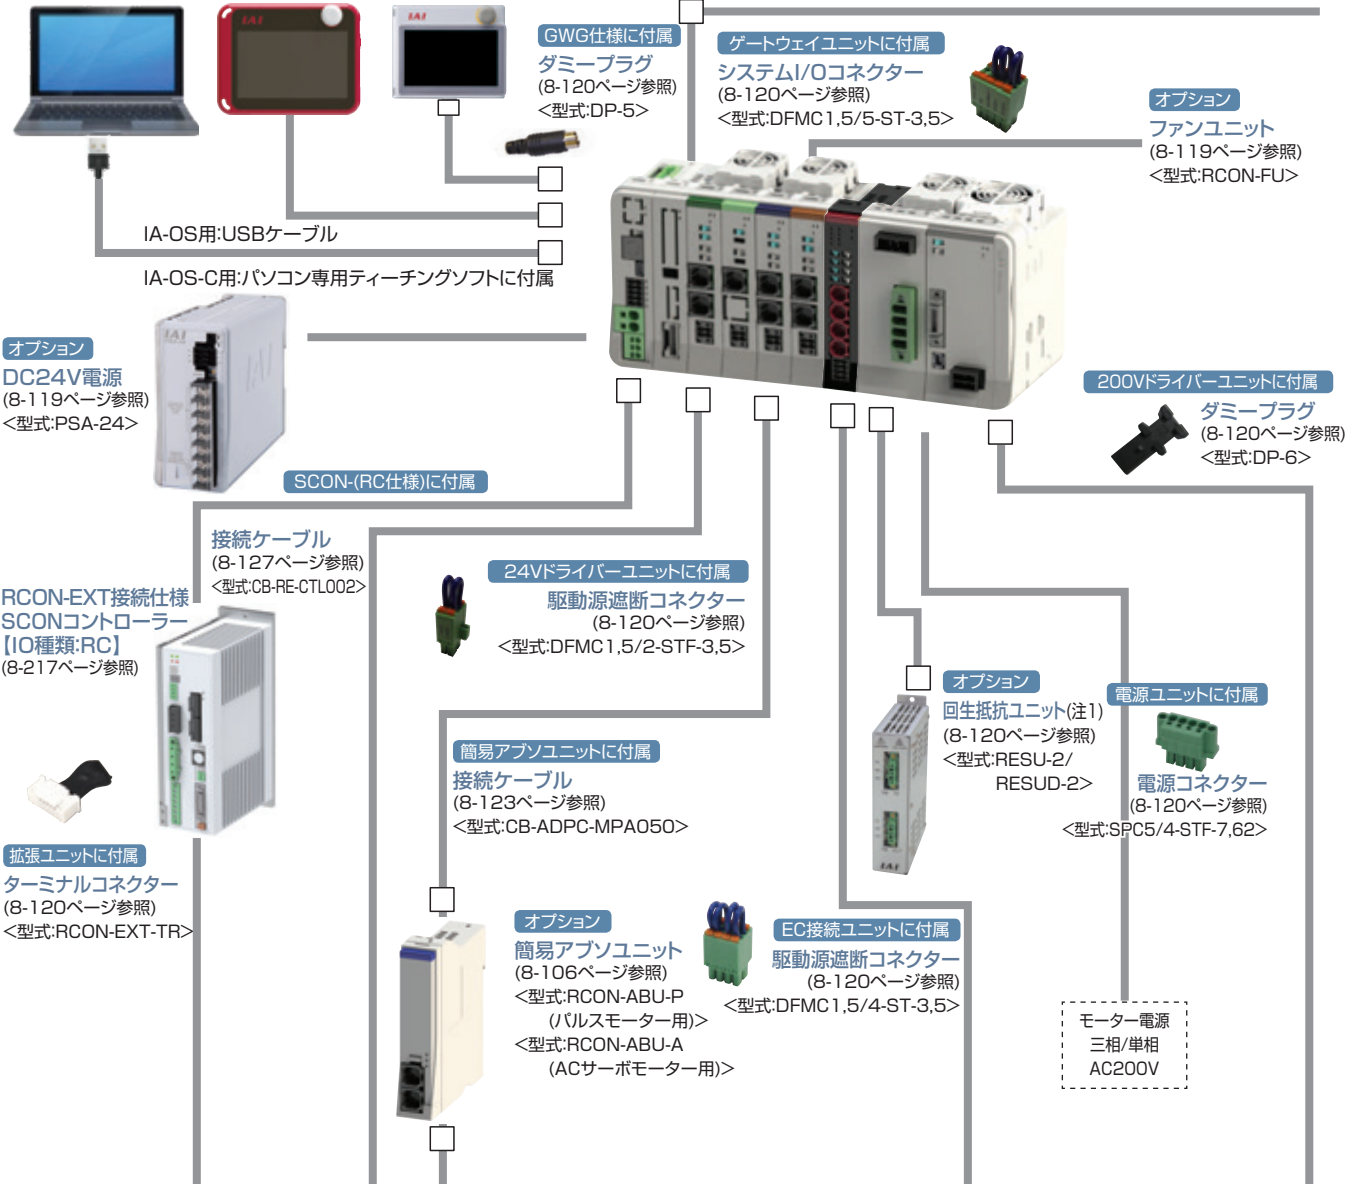 IAI
IAI
GWG仕様に付属
ダミープラグ
(8-120ページ参照)
<型式:DP-5>
ゲートウェイユニットに付属
システムI/Oコネクター
(8-120ページ参照)
<型式:DFMC1,5/5-ST-3,5>
オプション
ファンユニット
(8-119ページ参照)
<型式:RCON-FU>
IA-OS用:USBケーブル
IA-OS-C用:パソコン専用ティーチングソフトに付属
IAI
オプション
DC24V電源
(8-119ページ参照)
<型式:PSA-24>
200Vドライバーユニットに付属
ダミープラグ
(8-120ページ参照)
<型式:DP-6>
SCON-(RC仕様)に付属
接続ケーブル
(8-127ページ参照)
<型式:CB-RE-CTL002>
RCON-EXT接続仕様
SCONコントローラー
【IO種類:RC】
(8-217ページ参照)
24Vドライバーユニットに付属
駆動源遮断コネクター
(8-120ページ参照)
<型式:DFMC1,5/2-STF-3,5>
オプション
回生抵抗ユニット(注1)
(8-120ページ参照)
<型式:RESU-2/
RESUD-2>
IAI
電源ユニットに付属
電源コネクター
(8-120ページ参照)
<型式:SPC5/4-STF-7,62>
簡易アブソユニットに付属
接続ケーブル
(8-123ページ参照)
<型式:CB-ADPC-MPA050>
拡張ユニットに付属
ターミナルコネクター
(8-120ページ参照)
<型式:RCON-EXT-TR>
オプション
簡易アブソユニット
(8-106ページ参照)
<型式:RCON-ABU-P
(パルスモーター用)>
<型式:RCON-ABU-A
(ACサーボモーター用)>
EC接続ユニットに付属
駆動源遮断コネクター
(8-120ページ参照)
<型式:DFMC1,5/4-ST-3,5>
モーター電源
三相/単相
AC200V